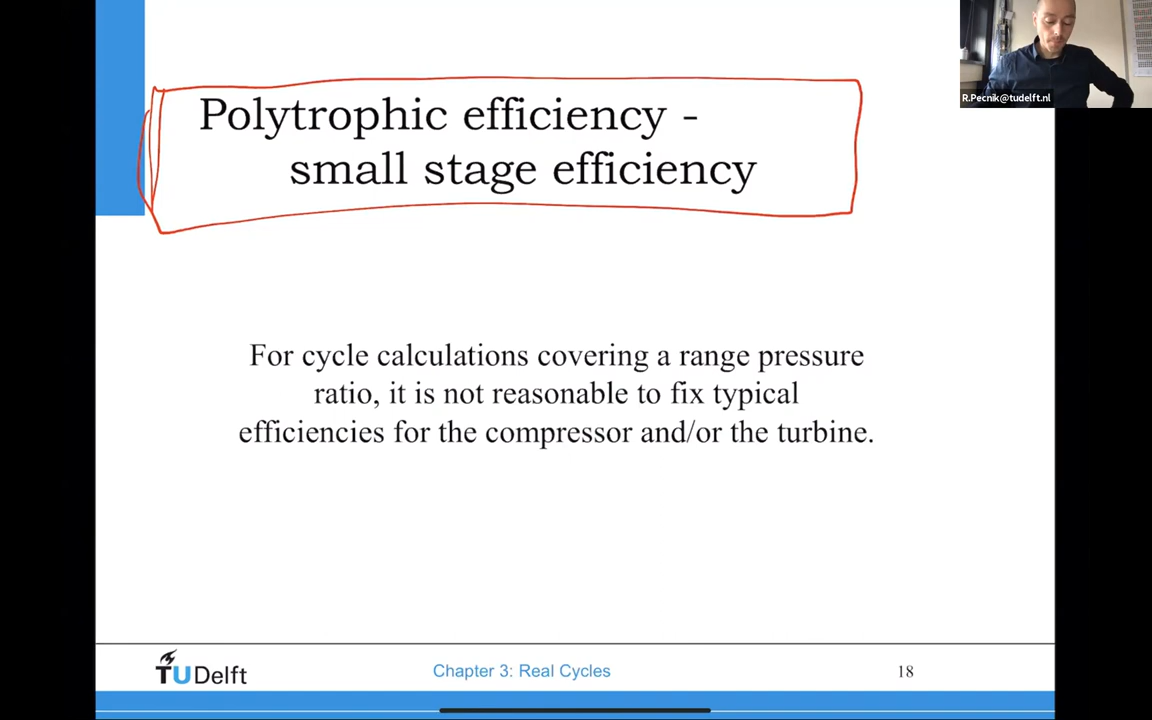 R.Pecnik@tudelft.nl
Polytrophic efficiency -
small stage efficiency
For cycle calculations covering a range pressure
ratio, it is not reasonable to fix typical
efficiencies for the compressor and/or the turbine.
TU Delft
Chapter 3: Real Cycles
18